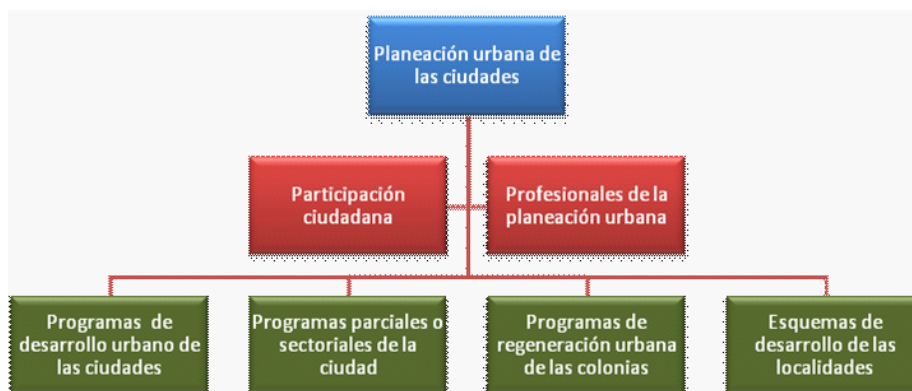 Planeación urbana de
las ciudades
Participación
ciudadana
Profesionales de la
planeación urbana
Programas de
desarrollo urbano de
las ciudades
Programas parciales o
sectoriales de la
ciudad
Programas de
regeneración urbana
de las colonias
Esquemas de
desarrollo de las
localidades